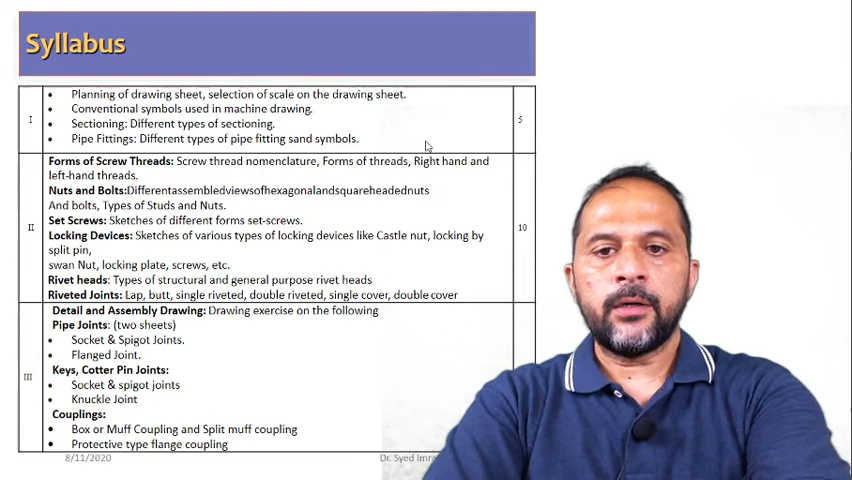 Syllabus
I
• Planning of drawing sheet, selection of scale on the drawing sheet.
• Conventional symbols used in machine drawing.
• Sectioning: Different types of sectioning.
• Pipe Fittings: Different types of pipe fitting sand symbols.
5
II
Forms of Screw Threads: Screw thread nomenclature, Forms of threads, Right hand and
left-hand threads.
Nuts and Bolts:Differentassembledviewsofhexagonalandsquareheadednuts
And bolts, Types of Studs and Nuts.
Set Screws: Sketches of different forms set-screws.
Locking Devices: Sketches of various types of locking devices like Castle nut, locking by
split pin,
swan Nut, locking plate, screws, etc.
Rivet heads: Types of structural and general purpose rivet heads
Riveted Joints: Lap, butt, single riveted, double riveted, single cover, double cover
10
III
Detail and Assembly Drawing: Drawing exercise on the following
Pipe Joints: (two sheets)
• Socket & Spigot Joints.
• Flanged Joint.
Keys, Cotter Pin Joints:
• Socket & spigot joints
• Knuckle Joint
Couplings:
• Box or Muff Coupling and Split muff coupling
• Protective type flange coupling
8/11/2020
Dr. Syed